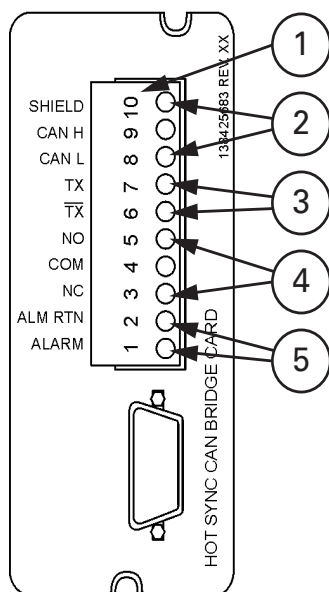 1
SHIELD 10
CAN H 9
CAN L 8
TX 7
TX 6
NO 5
COM 4
NC 3
ALM RTN 2
ALARM 1
138425683 REV XX
2
3
4
5
HOT SYNC CAN BRIDGE CARD